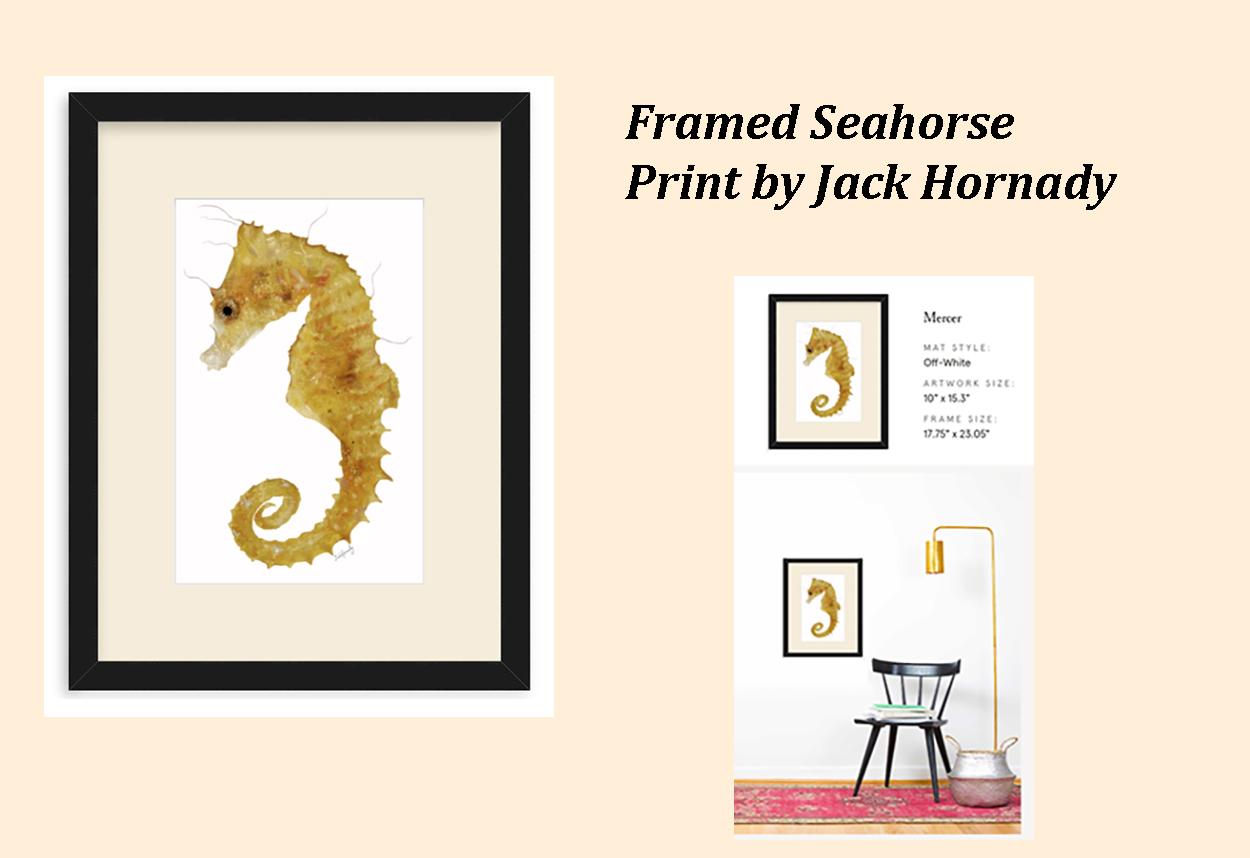 Framed Seahorse
Print by Jack Hornady
Mercer
MAT STYLE:
Off-White
ARTWORK SIZE:
10" x 15.3"
FRAME SIZE:
17.75" x 23.05"